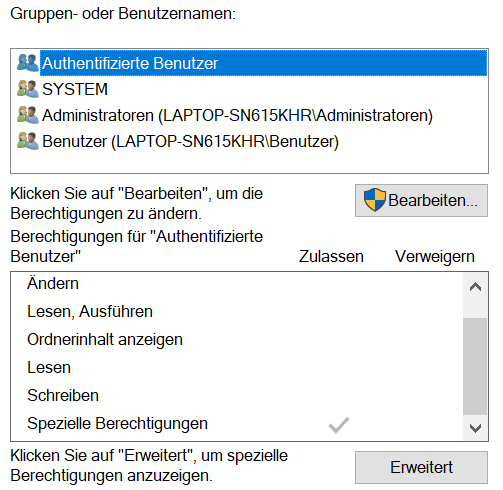 Gruppen- oder Benutzernamen:
Authentifizierte Benutzer
SYSTEM
Administratoren (LAPTOP-SN615KHR\Administratoren)
Benutzer (LAPTOP-SN615KHR\Benutzer)
Klicken Sie auf "Bearbeiten", um die
Berechtigungen zu ändern.
Bearbeiten...
Berechtigungen für "Authentifizierte
Benutzer"
Zulassen
Verweigern
Ändern
Lesen, Ausführen
Ordnerinhalt anzeigen
Lesen
Schreiben
Spezielle Berechtigungen
Klicken Sie auf "Erweitert", um spezielle
Berechtigungen anzuzeigen.
Erweitert